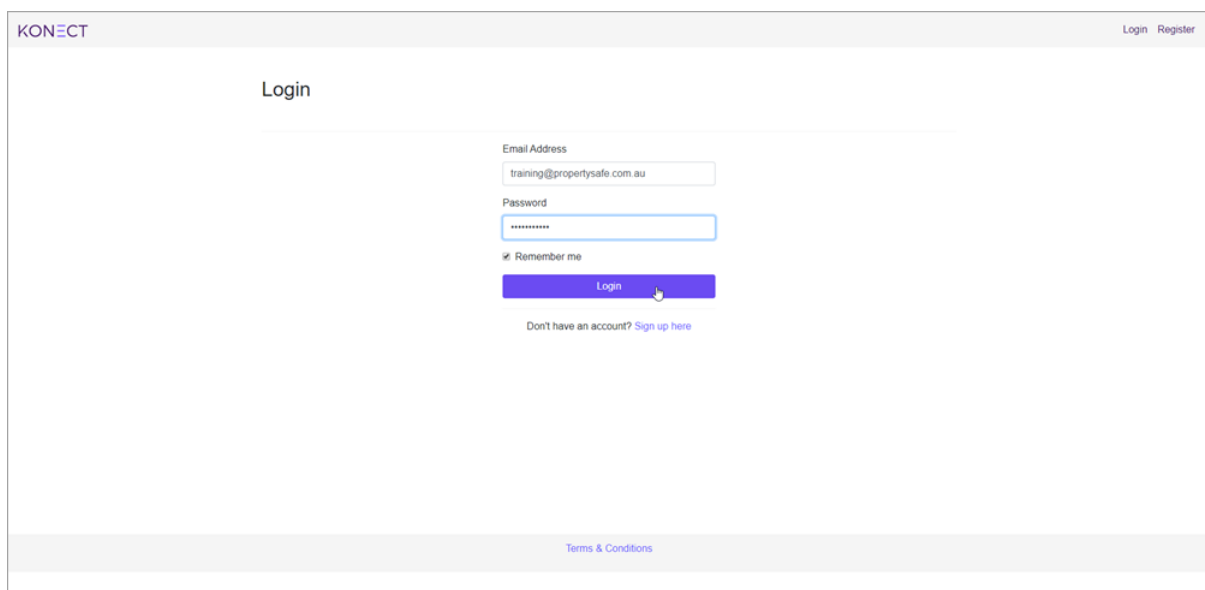 KONECT
Login Register
Login
Email Address
training@propertysafe.com.au
Password
•••••••••••
Remember me
Login
Don't have an account? Sign up here
Terms & Conditions